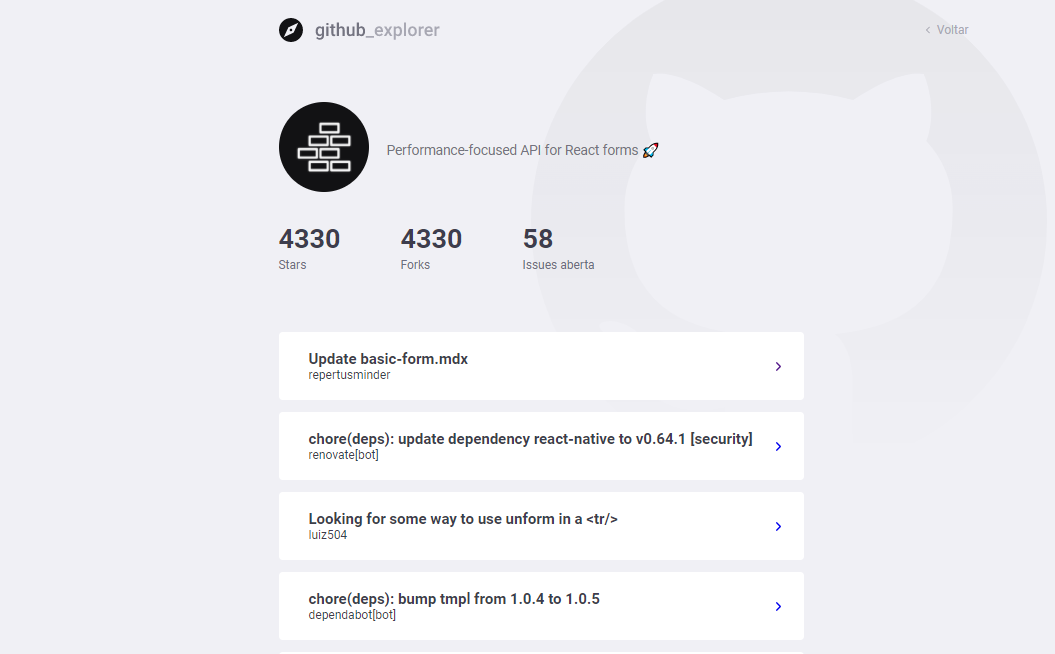 github_explorer
Voltar
Performance-focused API for React forms 🚀
4330
Stars
4330
Forks
58
Issues aberta
Update basic-form.mdx
repertusminder
chore(deps): update dependency react-native to v0.64.1 [security]
renovate[bot]
Looking for some way to use unform in a <tr/>
luiz504
chore(deps): bump tmpl from 1.0.4 to 1.0.5
dependabot[bot]